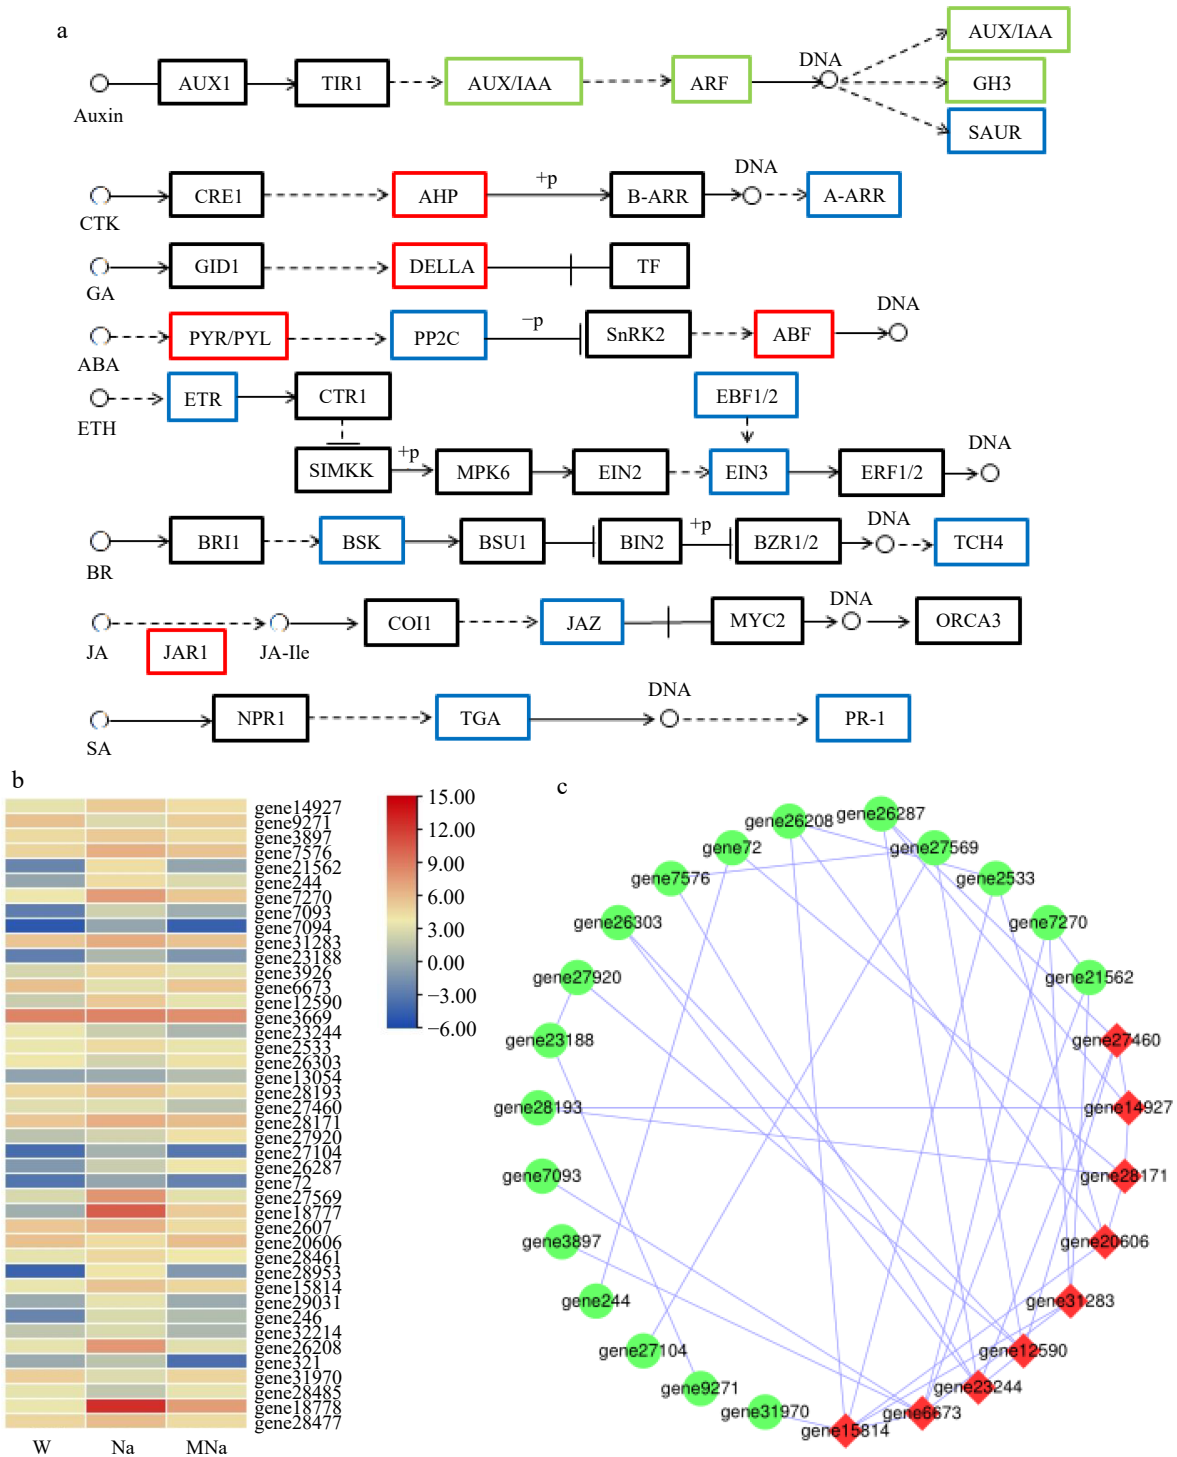 a
AUX/IAA
DNA
AUX1
TIR1
AUX/IAA
ARF
GH3
Auxin
SAUR
DNA
+p
CRE1
AHP
B-ARR
A-ARR
CTK
GID1
DELLA
TF
GA
DNA
−p
PYR/PYL
PP2C
SnRK2
ABF
ABA
ETR
CTR1
EBF1/2
ETH
DNA
+p
SIMKK
MPK6
EIN2
EIN3
ERF1/2
DNA
+p
BRI1
BSK
BSU1
BIN2
BZR1/2
TCH4
BR
DNA
COI1
JAZ
MYC2
ORCA3
JA
JAR1
JA-Ile
DNA
NPR1
TGA
PR-1
SA
b
gene14927
gene9271
gene3897
gene7576
gene21562
gene244
gene7270
gene7093
gene7094
gene31283
gene23188
gene3926
gene6673
gene12590
gene3669
gene23244
gene2533
gene26303
gene13054
gene28193
gene27460
gene28171
gene27920
gene27104
gene26287
gene72
gene27569
gene18777
gene2607
gene20606
gene28461
gene28953
gene15814
gene29031
gene246
gene32214
gene26208
gene321
gene31970
gene28485
gene18778
gene28477
W
Na
MNa
15.00
12.00
9.00
6.00
3.00
0.00
−3.00
−6.00
c
gene26208
gene26287
gene72
gene27569
gene7576
gene2533
gene26303
gene7270
gene27920
gene21562
gene23188
gene27460
gene28193
gene14927
gene7093
gene28171
gene3897
gene20606
gene244
gene31283
gene27104
gene12590
gene9271
gene23244
gene31970
gene6673
gene15814